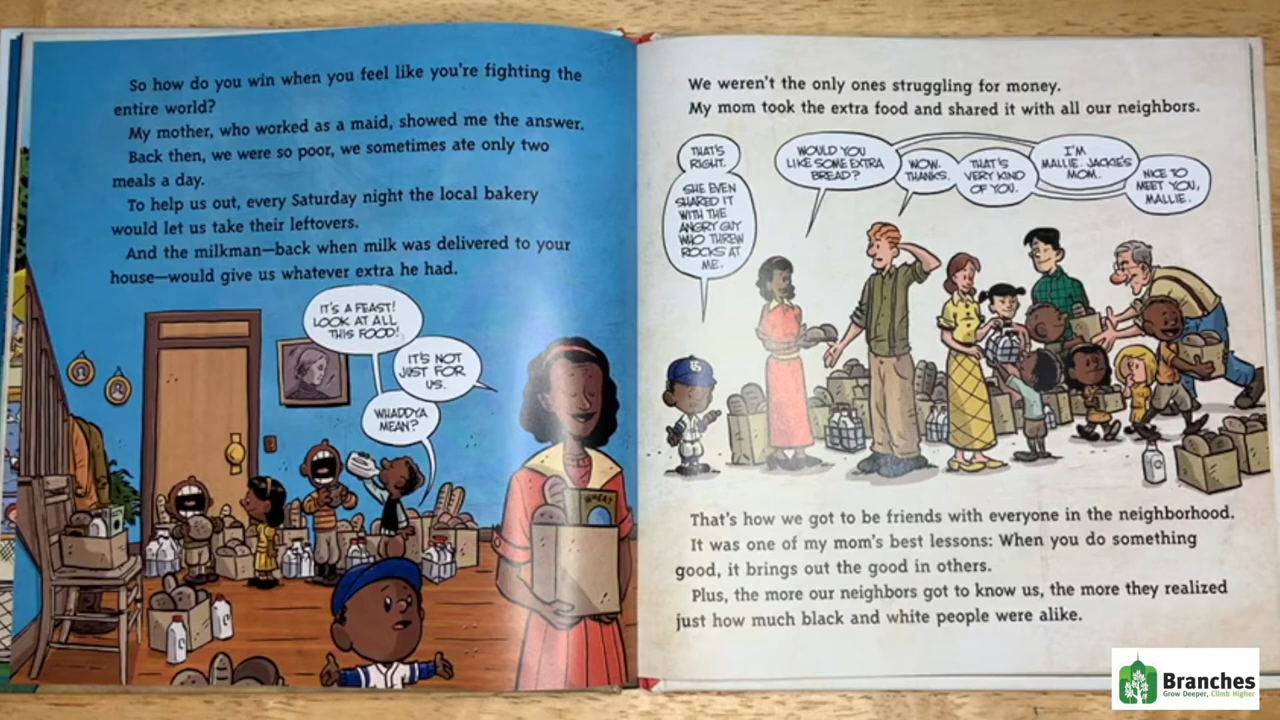 So how do you win when you feel like you're fighting the
entire world?
My mother, who worked as a maid, showed me the answer.
Back then, we were so poor, we sometimes ate only two
meals a day.
To help us out, every Saturday night the local bakery
would let us take their leftovers.
And the milkman—back when milk was delivered to your
house—would give us whatever extra he had.
IT'S A FEAST!
LOOK AT ALL
THIS FOOD!
IT'S NOT
JUST FOR
US.
WHADDYA
MEAN?
WHEAT
We weren't the only ones struggling for money.
My mom took the extra food and shared it with all our neighbors.
THAT'S
RIGHT.
SHE EVEN
SHARED IT
WITH THE
ANGRY GUY
WHO THREW
ROCKS AT
ME.
WOULD YOU
LIKE SOME EXTRA
BREAD?
WOW.
THANKS.
THAT'S
VERY KIND
OF YOU.
I'M
MALLIE. JACKIE'S
MOM.
NICE TO
MEET YOU,
MALLIE.
B
That's how we got to be friends with everyone in the neighborhood.
It was one of my mom's best lessons: When you do something
good, it brings out the good in others.
Plus, the more our neighbors got to know us, the more they realized
just how much black and white people were alike.
Branches
Grow Deeper, Climb Higher